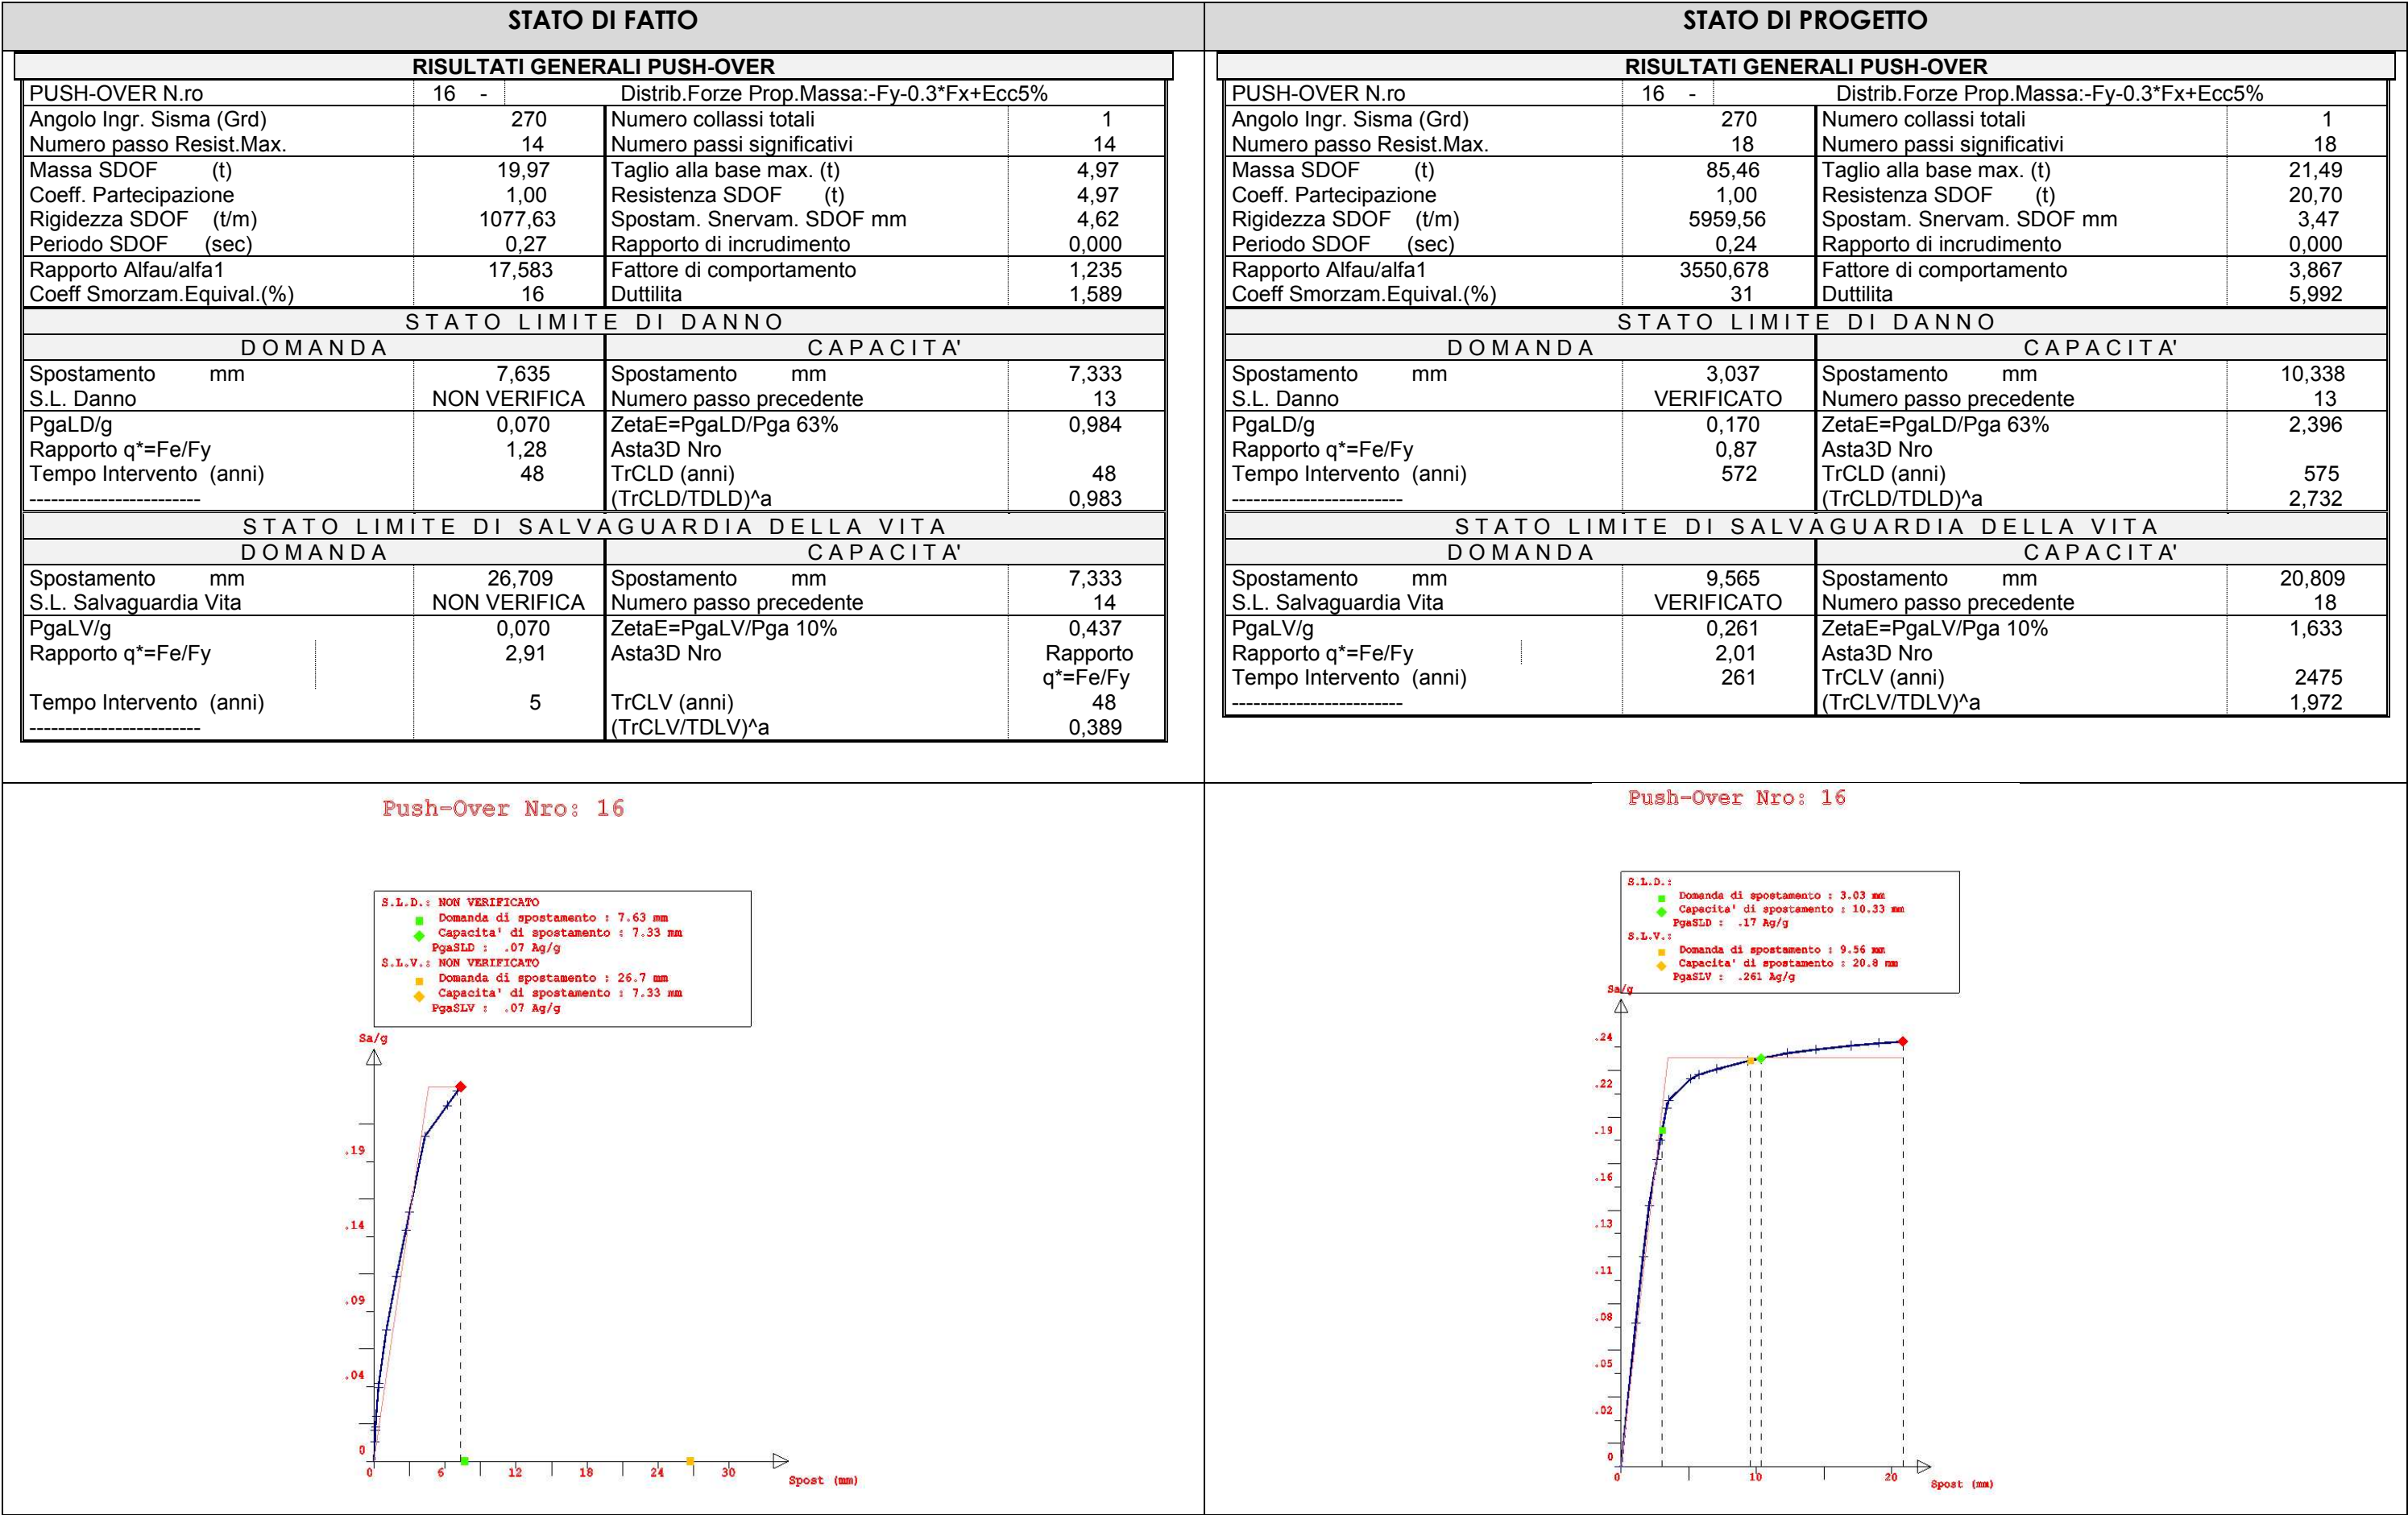 STATO DI FATTO
RISULTATI GENERALI PUSH-OVER
PUSH-OVER N.ro 16 - Distrib.Forze Prop.Massa:-Fy-0.3*Fx+Ecc5%
Angolo Ingr. Sisma (Grd) 270 Numero collassi totali 1
Numero passo Resist.Max. 14 Numero passi significativi 14
Massa SDOF (t) 19,97 Taglio alla base max. (t) 4,97
Coeff. Partecipazione 1,00 Resistenza SDOF (t) 4,97
Rigidezza SDOF (t/m) 1077,63 Spostam. Snervam. SDOF mm 4,62
Periodo SDOF (sec) 0,27 Rapporto di incrudimento 0,000
Rapporto Alfau/alfa1 17,583 Fattore di comportamento 1,235
Coeff Smorzam.Equival.(%) 16 Duttilita 1,589
STATO LIMITE DI DANNO
DOMANDA CAPACITA'
Spostamento mm 7,635 Spostamento mm 7,333
S.L. Danno NON VERIFICA Numero passo precedente 13
PgaLD/g 0,070 ZetaE=PgaLD/Pga 63% 0,984
Rapporto q*=Fe/Fy 1,28 Asta3D Nro
Tempo Intervento (anni) 48 TrCLD (anni) 48
------------------------ (TrCLD/TDLD)^a 0,983
STATO LIMITE DI SALVAGUARDIA DELLA VITA
DOMANDA CAPACITA'
Spostamento mm 26,709 Spostamento mm 7,333
S.L. Salvaguardia Vita NON VERIFICA Numero passo precedente 14
PgaLV/g 0,070 ZetaE=PgaLV/Pga 10% 0,437
Rapporto q*=Fe/Fy 2,91 Asta3D Nro Rapporto
q*=Fe/Fy
Tempo Intervento (anni) 5 TrCLV (anni) 48
------------------------ (TrCLV/TDLV)^a 0,389
STATO DI PROGETTO
RISULTATI GENERALI PUSH-OVER
PUSH-OVER N.ro 16 - Distrib.Forze Prop.Massa:-Fy-0.3*Fx+Ecc5%
Angolo Ingr. Sisma (Grd) 270 Numero collassi totali 1
Numero passo Resist.Max. 18 Numero passi significativi 18
Massa SDOF (t) 85,46 Taglio alla base max. (t) 21,49
Coeff. Partecipazione 1,00 Resistenza SDOF (t) 20,70
Rigidezza SDOF (t/m) 5959,56 Spostam. Snervam. SDOF mm 3,47
Periodo SDOF (sec) 0,24 Rapporto di incrudimento 0,000
Rapporto Alfau/alfa1 3550,678 Fattore di comportamento 3,867
Coeff Smorzam.Equival.(%) 31 Duttilita 5,992
STATO LIMITE DI DANNO
DOMANDA CAPACITA'
Spostamento mm 3,037 Spostamento mm 10,338
S.L. Danno VERIFICATO Numero passo precedente 13
PgaLD/g 0,170 ZetaE=PgaLD/Pga 63% 2,396
Rapporto q*=Fe/Fy 0,87 Asta3D Nro
Tempo Intervento (anni) 572 TrCLD (anni) 575
------------------------ (TrCLD/TDLD)^a 2,732
STATO LIMITE DI SALVAGUARDIA DELLA VITA
DOMANDA CAPACITA'
Spostamento mm 9,565 Spostamento mm 20,809
S.L. Salvaguardia Vita VERIFICATO Numero passo precedente 18
PgaLV/g 0,261 ZetaE=PgaLV/Pga 10% 1,633
Rapporto q*=Fe/Fy 2,01 Asta3D Nro
Tempo Intervento (anni) 261 TrCLV (anni) 2475
------------------------ (TrCLV/TDLV)^a 1,972
Push-Over Nro: 16
S.L.D.: NON VERIFICATO
Domanda di spostamento : 7.63 mm
Capacita' di spostamento : 7.33 mm
PgaSLD : .07 Ag/g
S.L.V.: NON VERIFICATO
Domanda di spostamento : 26.7 mm
Capacita' di spostamento : 7.33 mm
PgaSLV : .07 Ag/g
Sa/g
.19
.14
.09
.04
0
0 6 12 18 24 30
Spost (mm)
Push-Over Nro: 16
S.L.D.:
Domanda di spostamento : 3.03 mm
Capacita' di spostamento : 10.33 mm
PgaSLD : .17 Ag/g
S.L.V.:
Domanda di spostamento : 9.56 mm
Capacita' di spostamento : 20.8 mm
PgaSLV : .261 Ag/g
Sa/g
.24
.22
.19
.16
.13
.11
.08
.05
.02
0
0 10 20
Spost (mm)